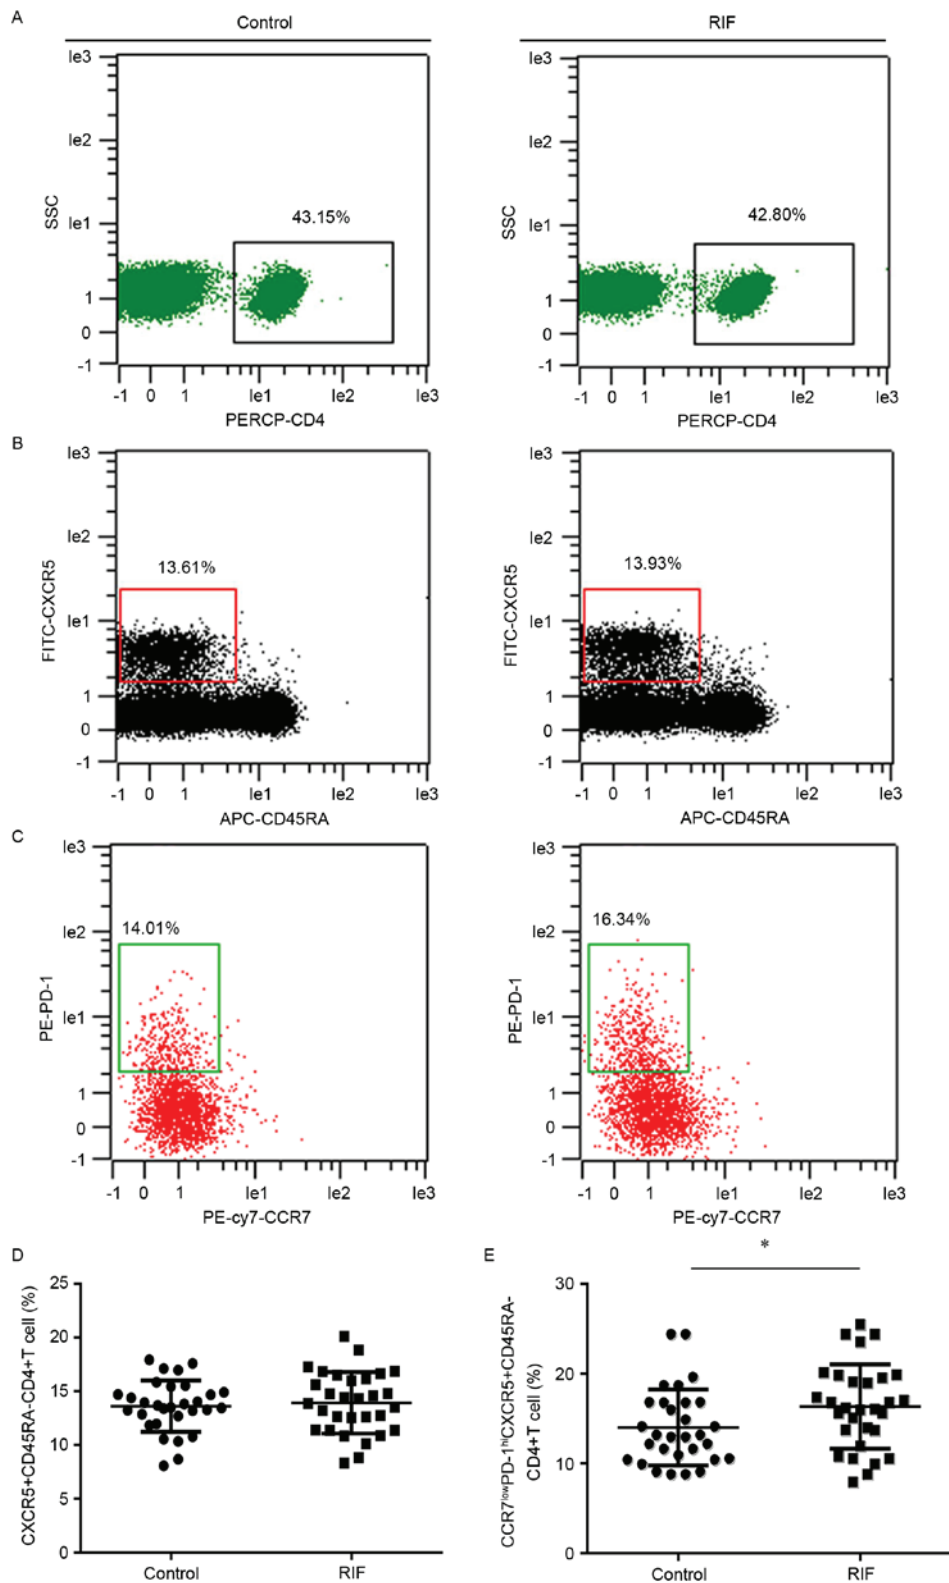 A
Control
RIF
le3
le2
le1
1
0
-1
SSC
43.15%
-1 0 1 le1 le2 le3
PERCP-CD4
le3
le2
le1
1
0
-1
SSC
42.80%
-1 0 1 le1 le2 le3
PERCP-CD4
B
le3
le2
le1
1
0
-1
FITC-CXCR5
13.61%
-1 0 1 le1 le2 le3
APC-CD45RA
le3
le2
le1
1
0
-1
FITC-CXCR5
13.93%
-1 0 1 le1 le2 le3
APC-CD45RA
C
le3
le2
le1
1
0
-1
PE-PD-1
14.01%
-1 0 1 le1 le2 le3
PE-cy7-CCR7
le3
le2
le1
1
0
-1
PE-PD-1
16.34%
-1 0 1 le1 le2 le3
PE-cy7-CCR7
D
25
20
15
10
5
0
CXCR5+CD45RA-CD4+T cell (%)
Control RIF
E
*
30
20
10
0
CCR7lowPD-1hiCXCR5+CD45RA-
CD4+T cell (%)
Control RIF